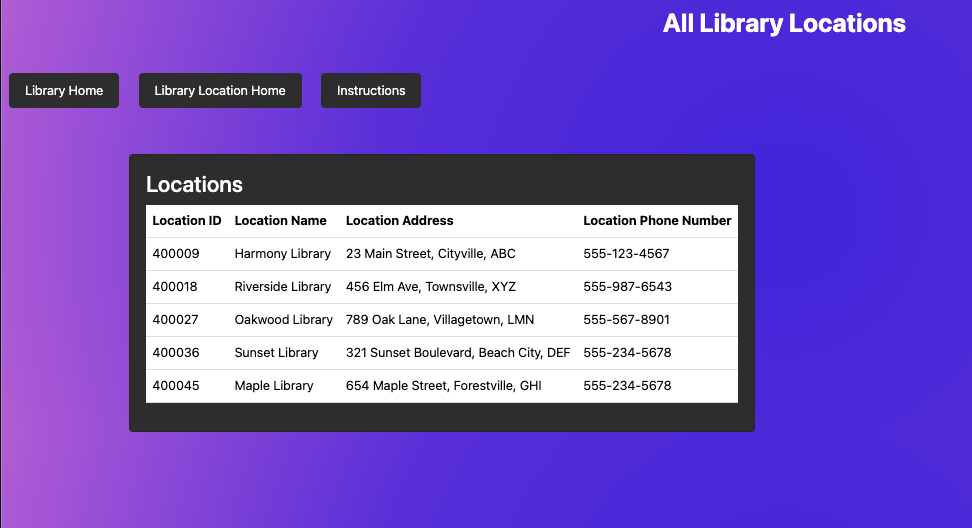 All Library Locations
Library Home Library Location Home Instructions
Locations
Location ID Location Name Location Address Location Phone Number
400009 Harmony Library 23 Main Street, Cityville, ABC 555-123-4567
400018 Riverside Library 456 Elm Ave, Townsville, XYZ 555-987-6543
400027 Oakwood Library 789 Oak Lane, Villagetown, LMN 555-567-8901
400036 Sunset Library 321 Sunset Boulevard, Beach City, DEF 555-234-5678
400045 Maple Library 654 Maple Street, Forestville, GHI 555-234-5678